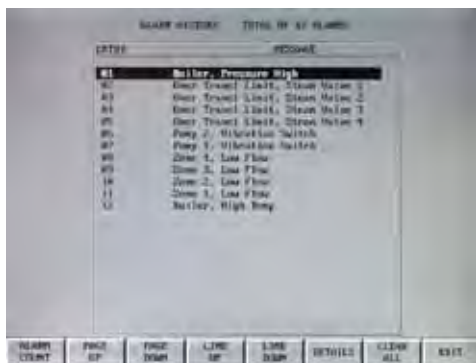 ALARM HISTORY TOTAL OF 12 ALARMS
ENTRY MESSAGE
01 Boiler, Pressure High
02 Over Travel Limit, Steam Valve 1
03 Over Travel Limit, Steam Valve 2
04 Over Travel Limit, Steam Valve 3
05 Over Travel Limit, Steam Valve 4
06 Pump 2, Vibration Switch
07 Pump 1, Vibration Switch
08 Zone 4, Low Flow
09 Zone 3, Low Flow
10 Zone 2, Low Flow
11 Zone 1, Low Flow
12 Boiler, High Temp
ALARM COUNT
PAGE UP
PAGE DOWN
LINE UP
LINE DOWN
DETAILS
CLEAR ALL
EXIT